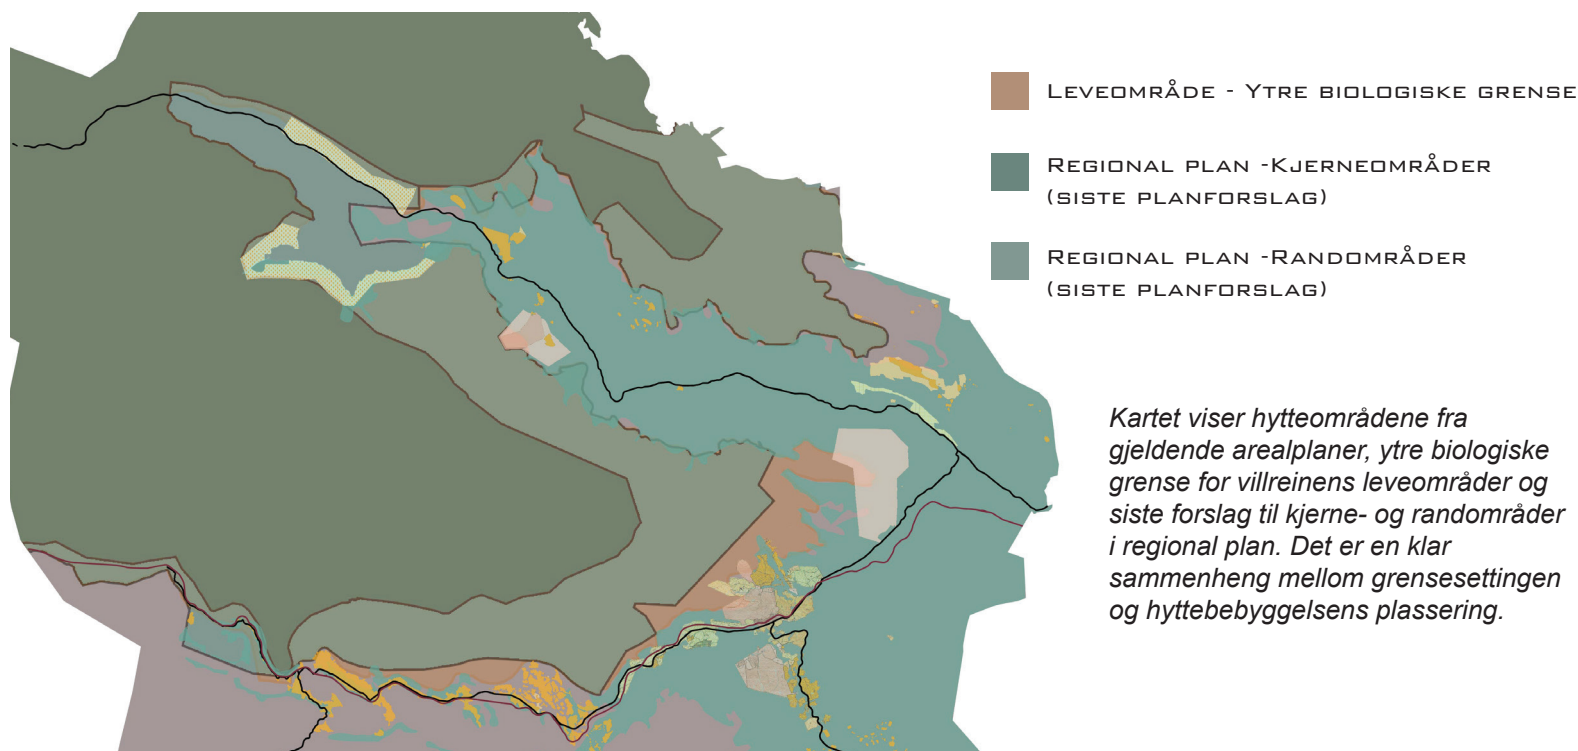 LEVEOMRÅDE - YTRE BIOLOGISKE GRENSE
REGIONAL PLAN -KJERNEOMRÅDER
(SISTE PLANFORSLAG)
REGIONAL PLAN -RANDOMRÅDER
(SISTE PLANFORSLAG)
Kartet viser hytteområdene fra
gjeldende arealplaner, ytre biologiske
grense for villreinens leveområder og
siste forslag til kjerne- og randområder
i regional plan. Det er en klar
sammenheng mellom grensesettingen
og hyttebebyggelsens plassering.